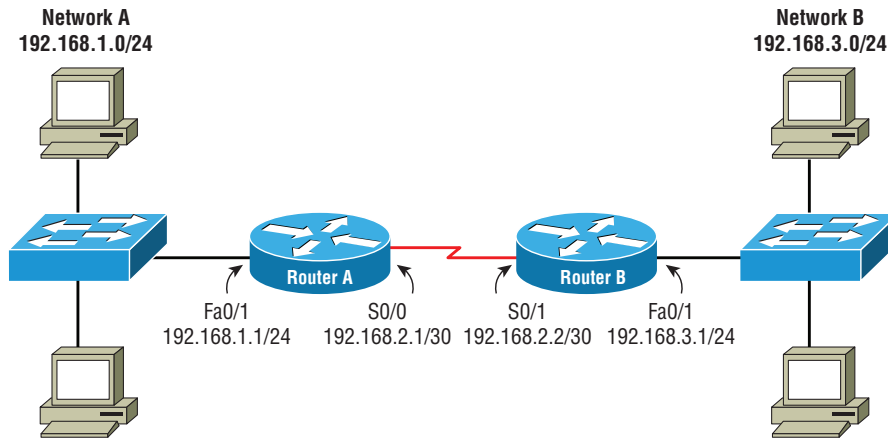 Network A
192.168.1.0/24
Network B
192.168.3.0/24
Router A
Router B
Fa0/1
192.168.1.1/24
S0/0
192.168.2.1/30
S0/1
192.168.2.2/30
Fa0/1
192.168.3.1/24